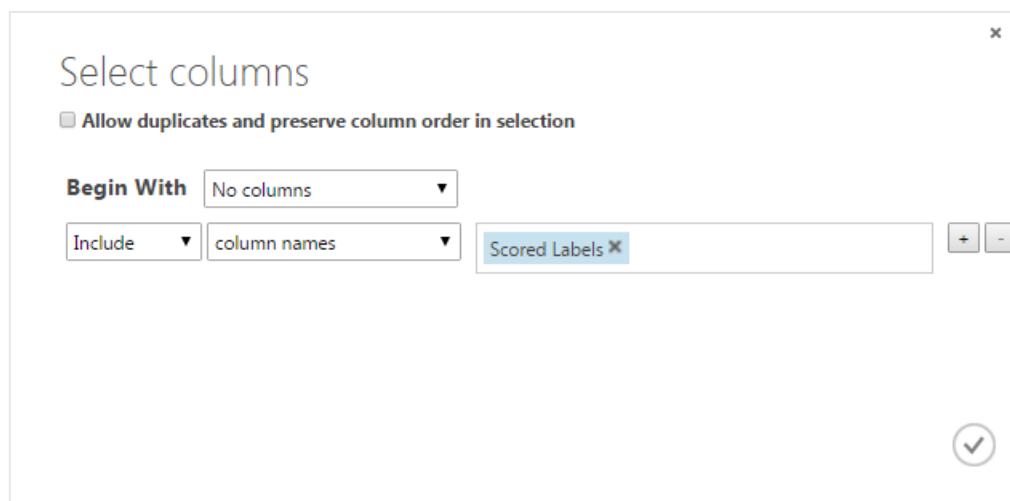 Select columns
Allow duplicates and preserve column order in selection
Begin With No columns
Include column names Scored Labels × + -